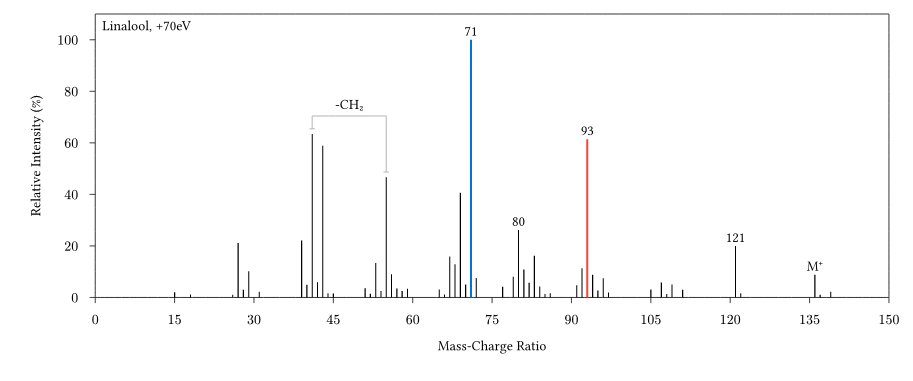 Linalool, +70eV
71
100
-CH₂
80
93
60
Relative Intensity (%)
40
80
121
20
M⁺
0
0 15 30 45 60 75 90 105 120 135 150
Mass-Charge Ratio